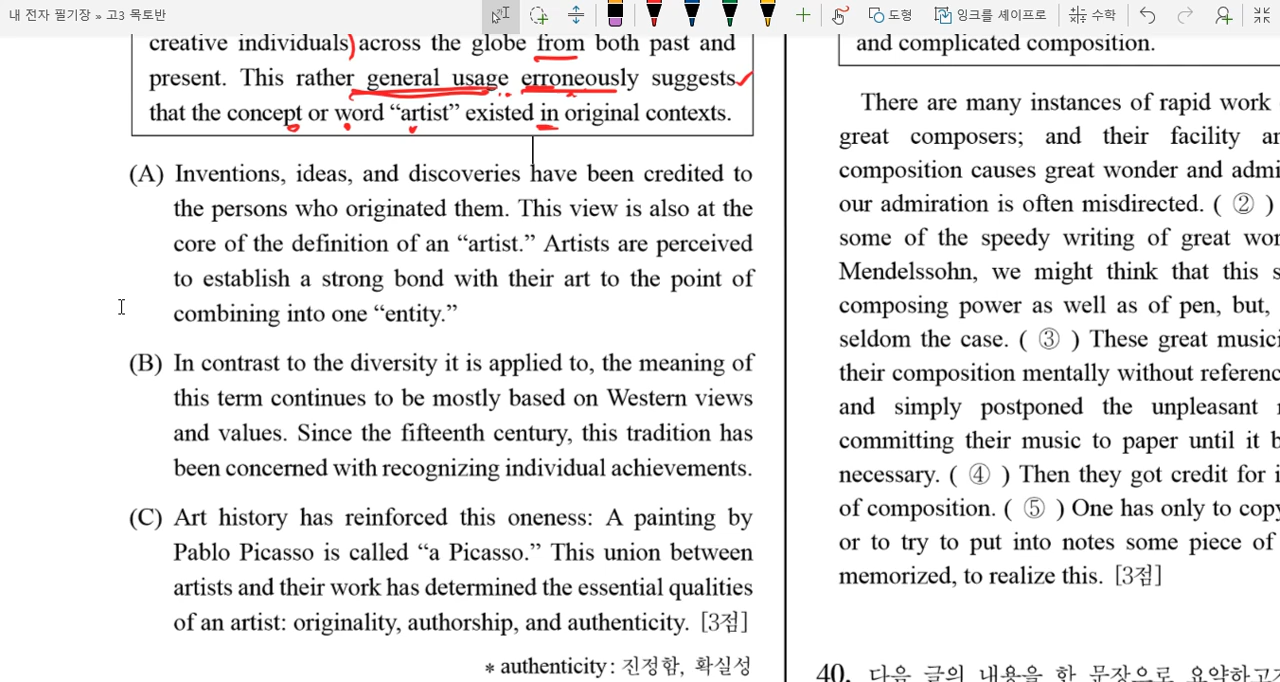 내 전자 필기장 » 고3 목토반
도형
잉크를 셰이프로
수학
creative individuals) across the globe from both past and
present. This rather general usage erroneously suggests
that the concept or word “artist” existed in original contexts.
(A) Inventions, ideas, and discoveries have been credited to
the persons who originated them. This view is also at the
core of the definition of an “artist.” Artists are perceived
to establish a strong bond with their art to the point of
combining into one “entity.”
(B) In contrast to the diversity it is applied to, the meaning of
this term continues to be mostly based on Western views
and values. Since the fifteenth century, this tradition has
been concerned with recognizing individual achievements.
(C) Art history has reinforced this oneness: A painting by
Pablo Picasso is called “a Picasso.” This union between
artists and their work has determined the essential qualities
of an artist: originality, authorship, and authenticity. [3점]
* authenticity: 진정함, 확실성
and complicated composition.
There are many instances of rapid work
great composers; and their facility
composition causes great wonder and
our admiration is often misdirected. ( ② )
some of the speedy writing of great
Mendelssohn, we might think that this
composing power as well as of pen, but,
seldom the case. ( ③ ) These great
their composition mentally without
and simply postponed the unpleasant
committing their music to paper until it
necessary. ( ④ ) Then they got credit for
of composition. ( ⑤ ) One has only to
or to try to put into notes some piece of
memorized, to realize this. [3점]
40. 다음 글의 내용을 한 문장으로